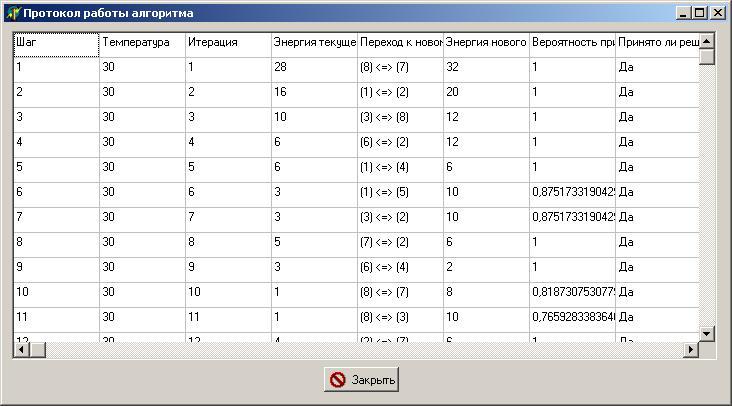 Протокол работы алгоритма
Шаг Температура Итерация Энергия текуще Переход к новом Энергия нового Вероятность при Принято ли реш
1 30 1 28 (8) <=> (7) 32 1 Да
2 30 2 16 (1) <=> (2) 20 1 Да
3 30 3 10 (3) <=> (8) 12 1 Да
4 30 4 6 (6) <=> (2) 12 1 Да
5 30 5 6 (1) <=> (4) 6 1 Да
6 30 6 3 (1) <=> (5) 10 0,875173319042 Да
7 30 7 3 (3) <=> (2) 10 0,875173319042 Да
8 30 8 5 (7) <=> (2) 6 1 Да
9 30 9 3 (6) <=> (4) 2 1 Да
10 30 10 1 (8) <=> (7) 8 0,818730753077 Да
11 30 11 1 (8) <=> (3) 10 0,765928338364 Да
12 30 12 4 (2) <=> (7) 6 1 Да
Закрыть